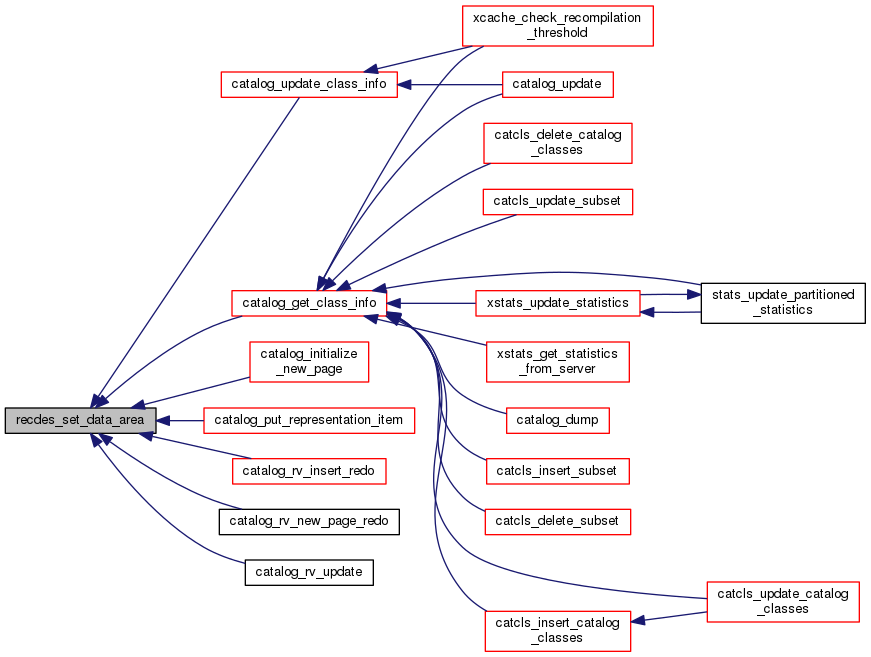 xcache_check_recompilation
_threshold
catalog_update_class_info
catalog_update
catcls_delete_catalog
_classes
catcls_update_subset
catalog_get_class_info
xstats_update_statistics
stats_update_partitioned
_statistics
catalog_initialize
_new_page
xstats_get_statistics
_from_server
recdes_set_data_area
catalog_put_representation_item
catalog_dump
catalog_rv_insert_redo
catcls_insert_subset
catalog_rv_new_page_redo
catcls_delete_subset
catalog_rv_update
catcls_update_catalog
_classes
catcls_insert_catalog
_classes